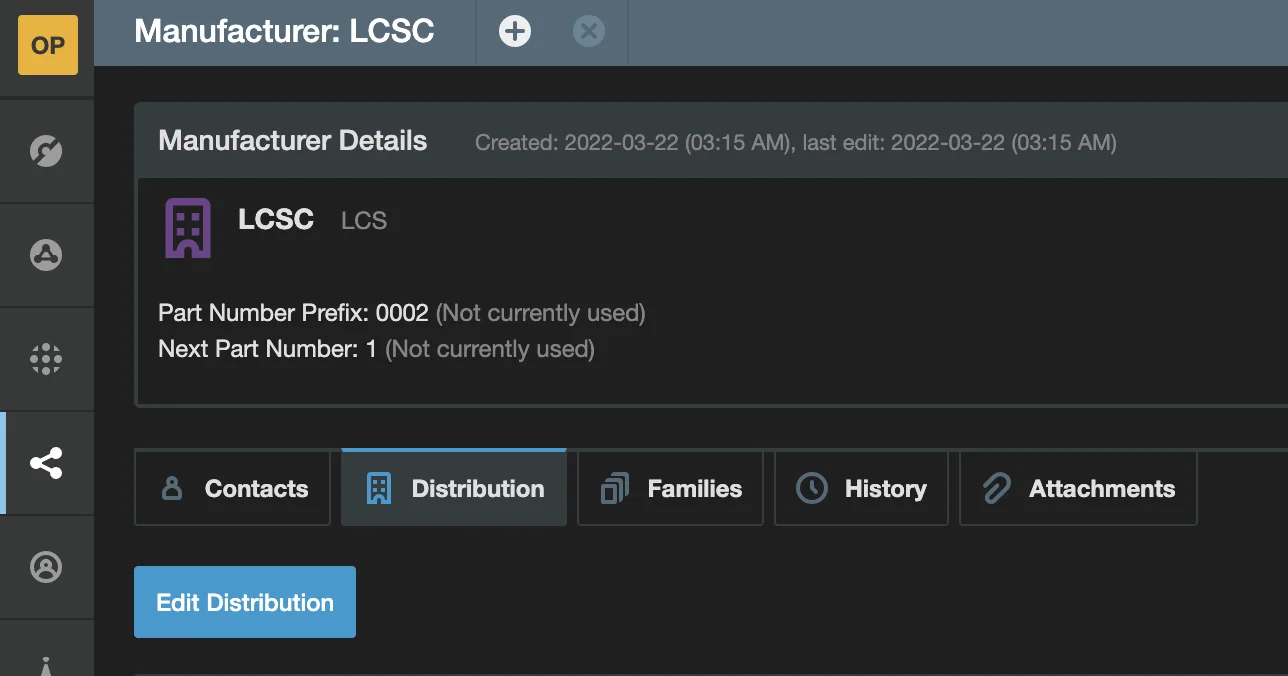 OP
Manufacturer: LCSC
Manufacturer Details Created: 2022-03-22 (03:15 AM), last edit: 2022-03-22 (03:15 AM)
LCSC LCS
Part Number Prefix: 0002 (Not currently used)
Next Part Number: 1 (Not currently used)
Contacts Distribution Families History Attachments
Edit Distribution